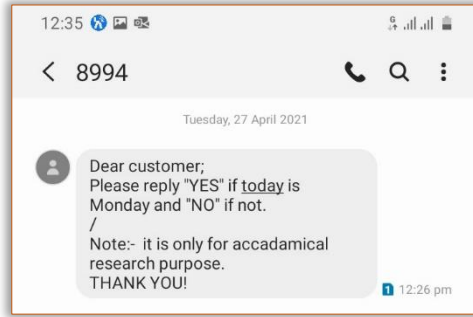 12:35
8994
Tuesday, 27 April 2021
Dear customer;
Please reply "YES" if today is
Monday and "NO" if not.
/
Note:-  it is only for accadamical
research purpose.
THANK YOU!
1 12:26 pm